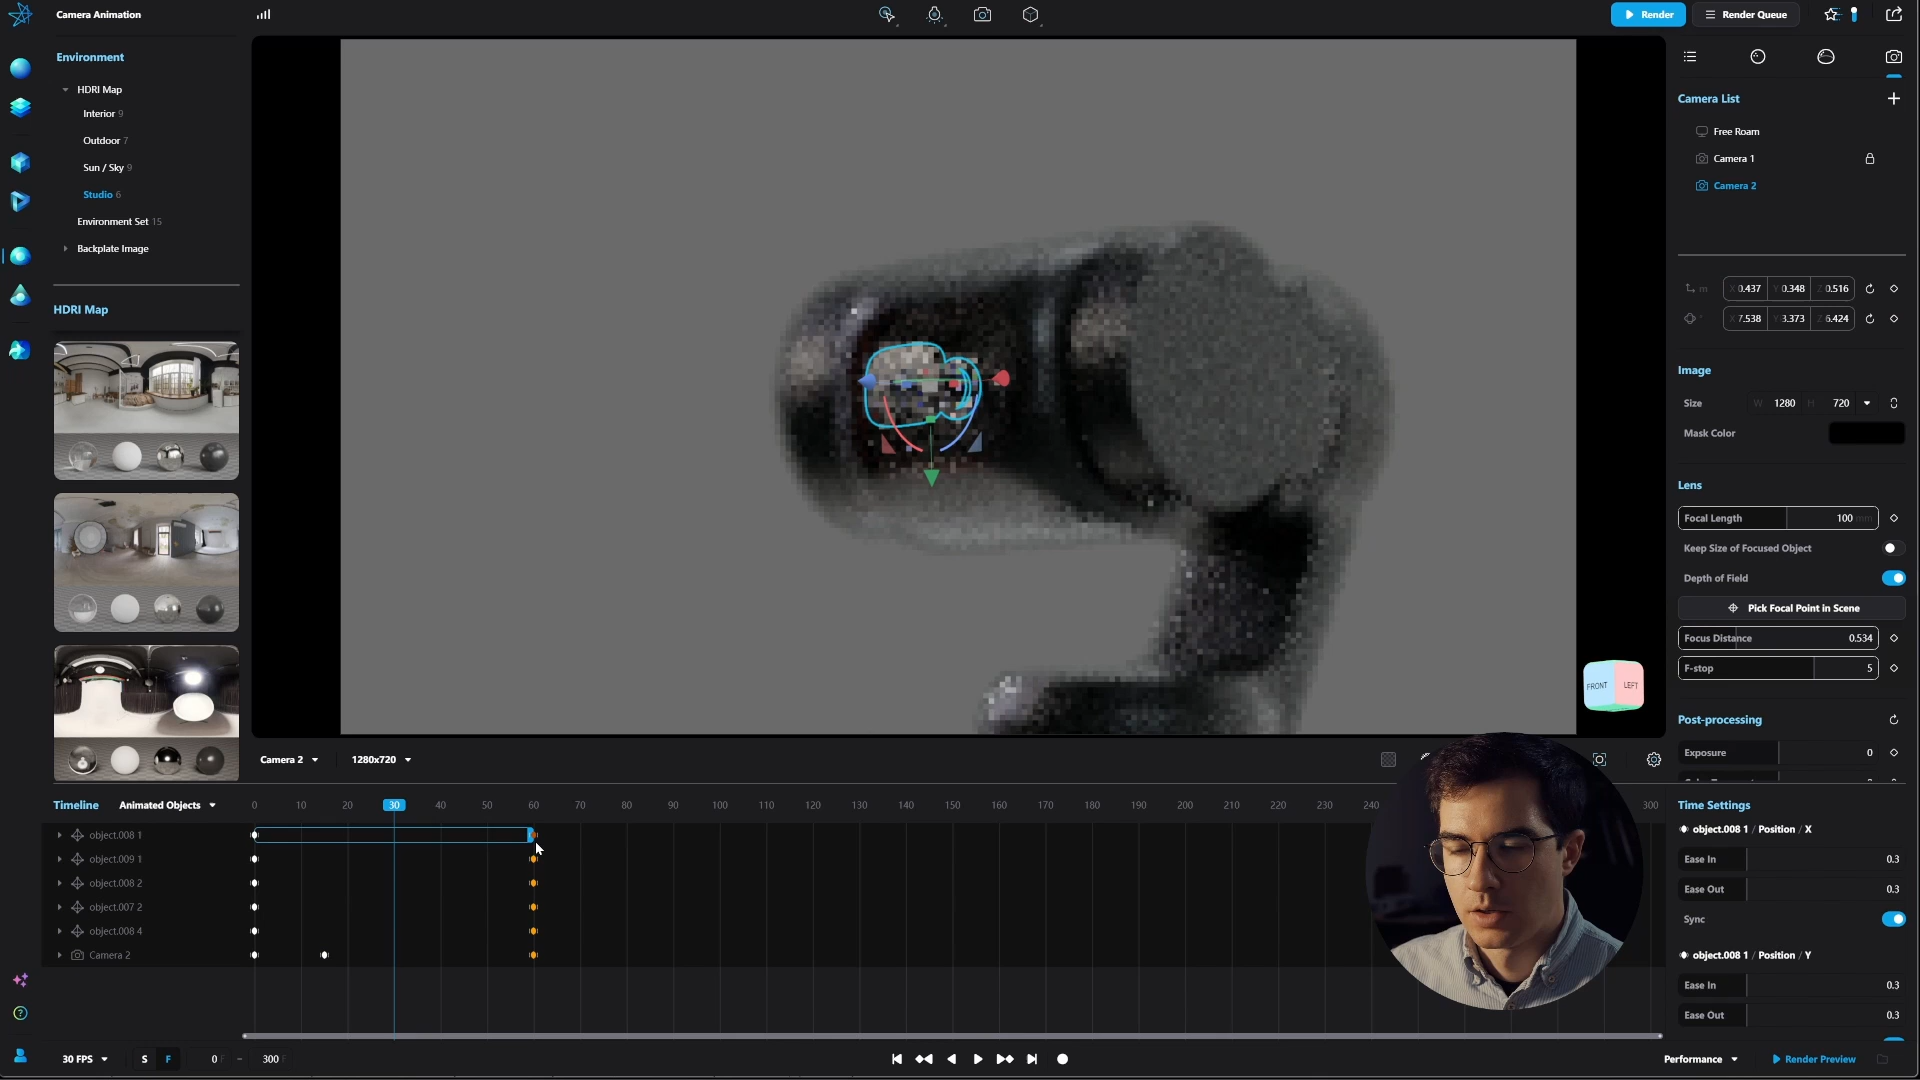 Camera Animation
Render
Render Queue
Environment
HDRI Map
Interior 9
Outdoor 7
Sun / Sky 9
Studio 6
Environment Set 15
Backplate Image
HDRI Map
Camera List
Free Roam
Camera 1
Camera 2
m X 0.437 Y 0.348 Z 0.516
X 7.538 Y 3.373 Z 6.424
Image
Size W 1280 H 720
Mask Color
Lens
Focal Length 100 mm
Keep Size of Focused Object
Depth of Field
Pick Focal Point in Scene
Focus Distance 0.534
F-stop 5
FRONT LEFT
Post-processing
Exposure 0
Camera 2 1280x720
Timeline Animated Objects 0 10 20 30 40 50 60 70 80 90 100 110 120 130 140 150 160 170 180 190 200 210 220 230 240 300
object.008 1
object.009 1
object.008 2
object.007 2
object.008 4
Camera 2
Time Settings
object.008 1 / Position / X
Ease In 0.3
Ease Out 0.3
Sync
object.008 1 / Position / Y
Ease In 0.3
Ease Out 0.3
30 FPS S F 0 F - 300 F
Performance Render Preview